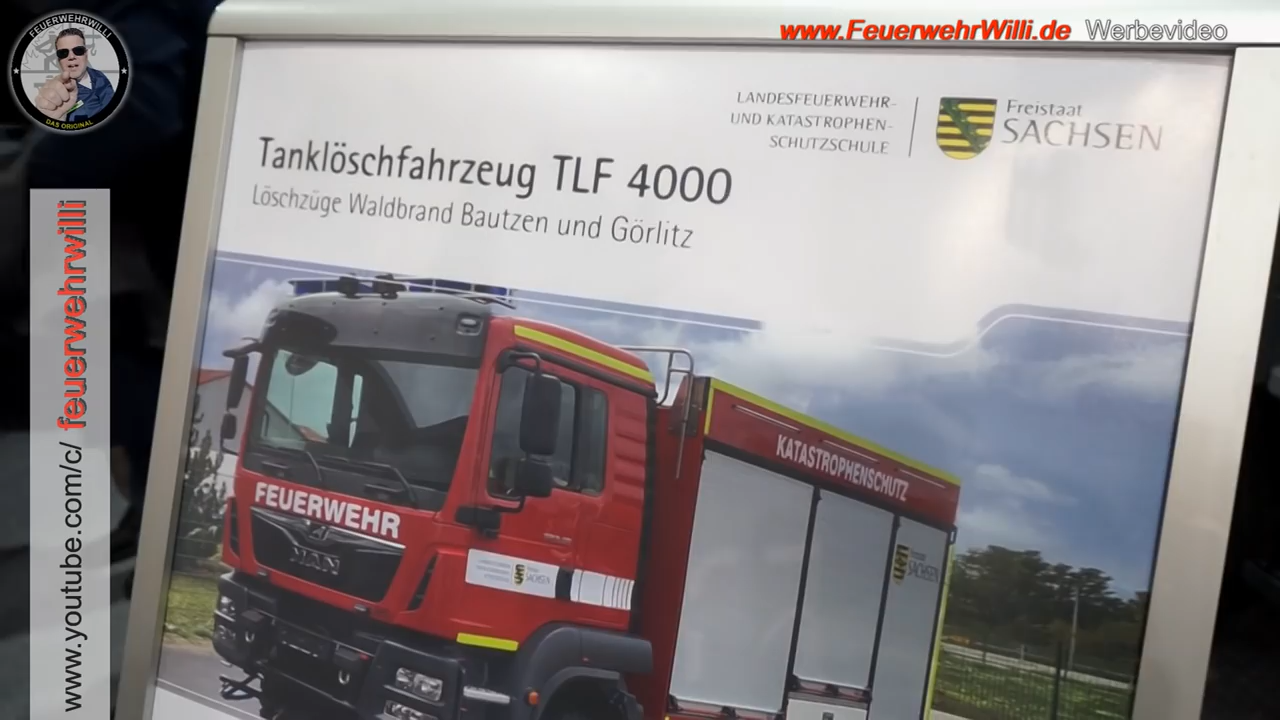 FEUERWEHRWILLI
DAS ORIGINAL
www.FeuerwehrWilli.de Werbevideo
www.youtube.com/c/feuerwehrwilli
LANDESFEUERWEHR-
UND KATASTROPHEN-
SCHUTZSCHULE
Freistaat
SACHSEN
Tanklöschfahrzeug TLF 4000
Löschzüge Waldbrand Bautzen und Görlitz
KATASTROPHENSCHUTZ
FEUERWEHR
MAN
SACHSEN
SACHSEN